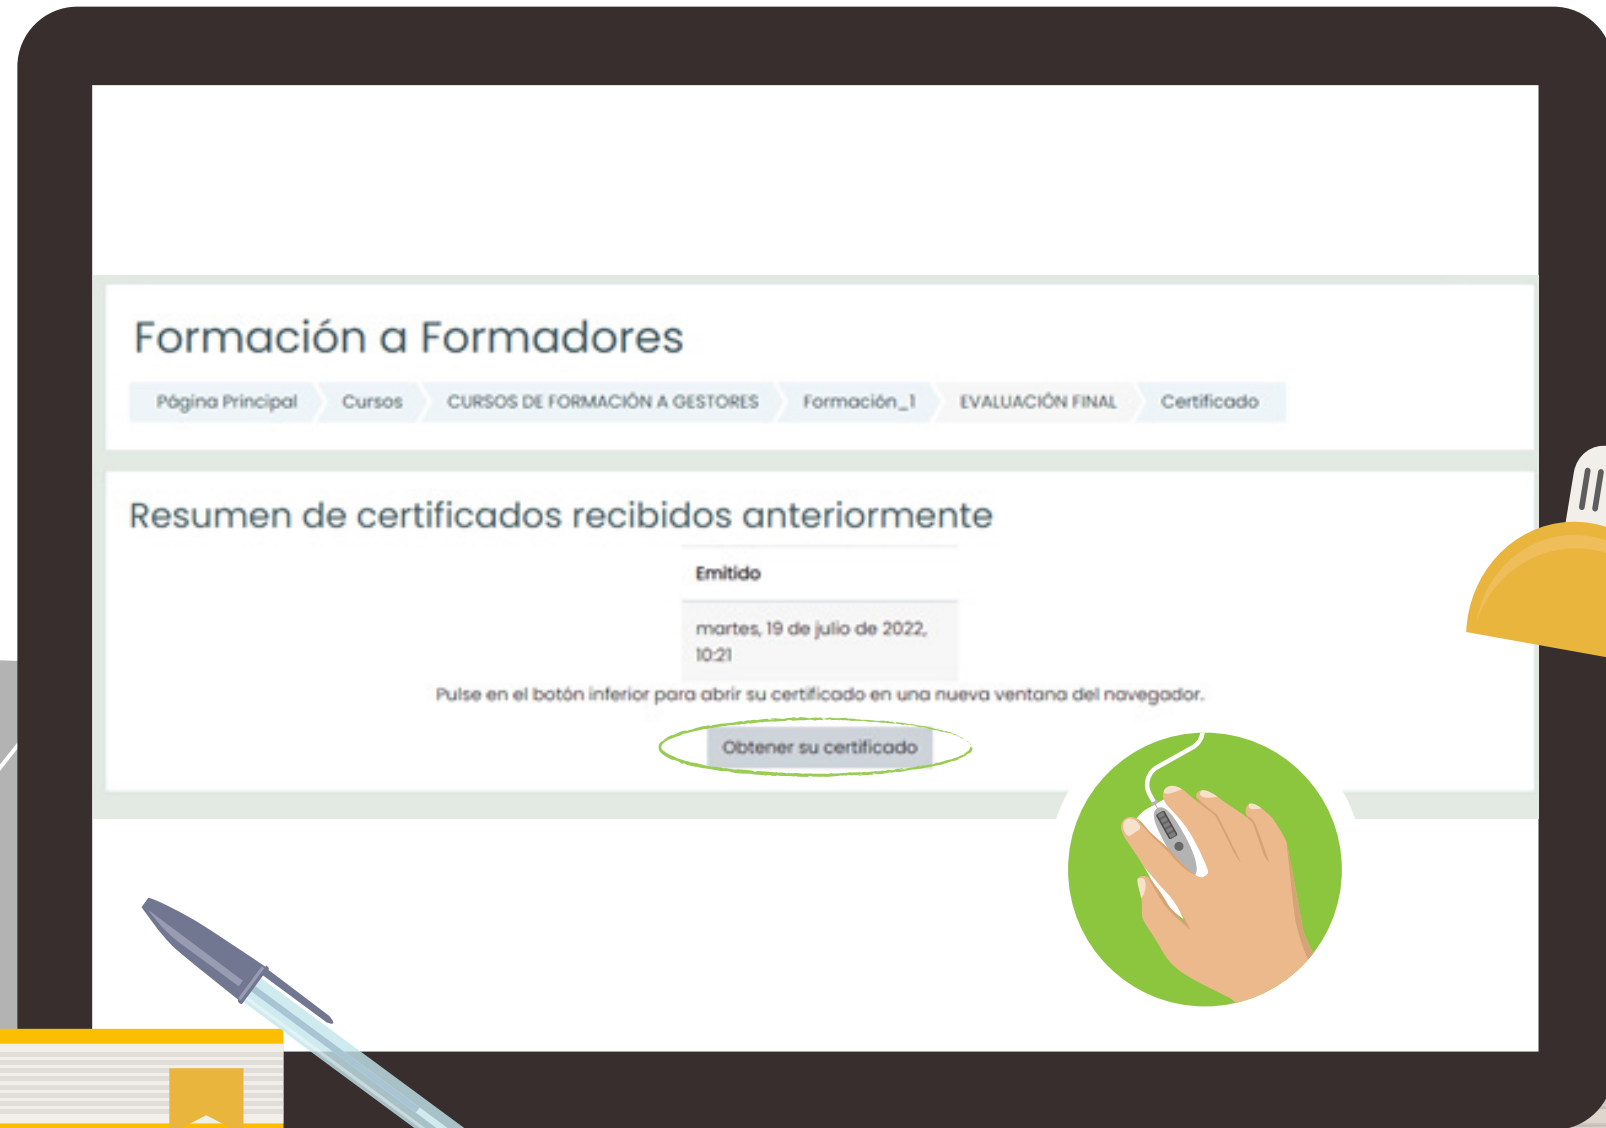 Formación a Formadores
Página Principal Cursos CURSOS DE FORMACIÓN A GESTORES Formación_1 EVALUACIÓN FINAL Certificado
Resumen de certificados recibidos anteriormente
Emitido
martes, 19 de julio de 2022,
10:21
Pulse en el botón inferior para abrir su certificado en una nueva ventana del navegador.
Obtener su certificado